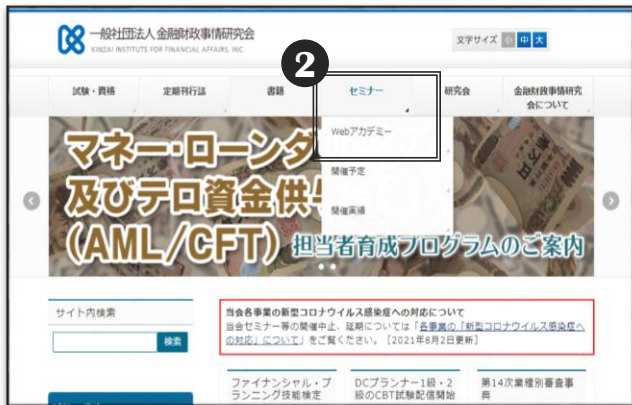 一般社団法人 金融財政事情研究会
KINZAI INSTITUTE FOR FINANCIAL AFFAIRS, INC.
文字サイズ 小 中 大
2
試験・資格 定期刊行誌 書籍 セミナー 研究会 金融財政事情研究
会について
Webアカデミー
開催予定
開催実績
マネー・ローンダ
及びテロ資金供与
(AML/CFT) 担当者育成プログラムのご案内
サイト内検索
検索
当会各事業の新型コロナウイルス感染症への対応について
当会セミナー等の開催中止、延期については「各事業の「新型コロナウイルス感染症へ
の対応」について」をご覧ください。［2021年8月2日更新］
ファイナンシャル・プ
ランニング技能検定
DCプランナー1級・2
級のCBT試験配信開始
第14次業種別審査事
典